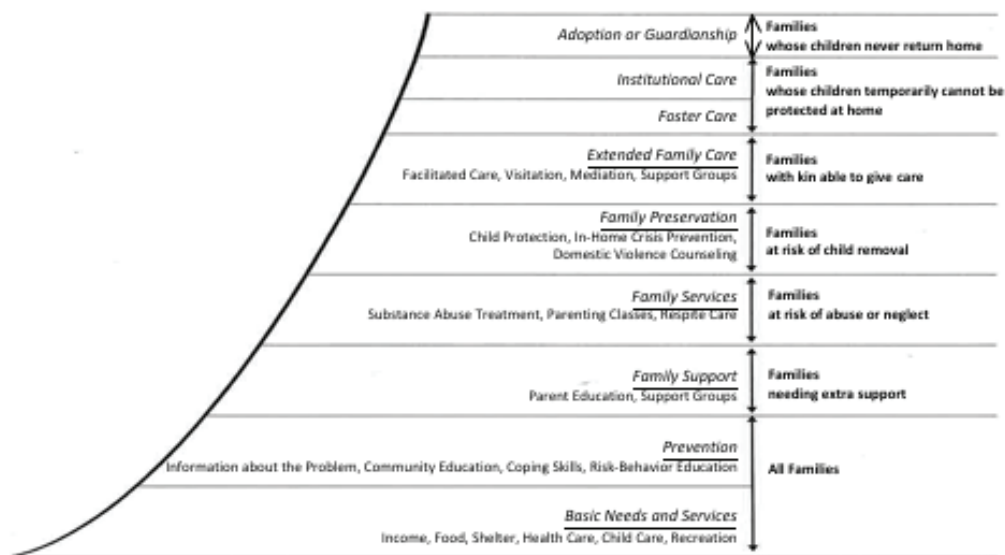 Adoption or Guardianship
Families
whose children never return home
Institutional Care
Foster Care
Families
whose children temporarily cannot be
protected at home
Extended Family Care
Facilitated Care, Visitation, Mediation, Support Groups
Families
with kin able to give care
Family Preservation
Child Protection, In-Home Crisis Prevention,
Domestic Violence Counseling
Families
at risk of child removal
Family Services
Substance Abuse Treatment, Parenting Classes, Respite Care
Families
at risk of abuse or neglect
Family Support
Parent Education, Support Groups
Families
needing extra support
Prevention
Information about the Problem, Community Education, Coping Skills, Risk-Behavior Education
All Families
Basic Needs and Services
Income, Food, Shelter, Health Care, Child Care, Recreation